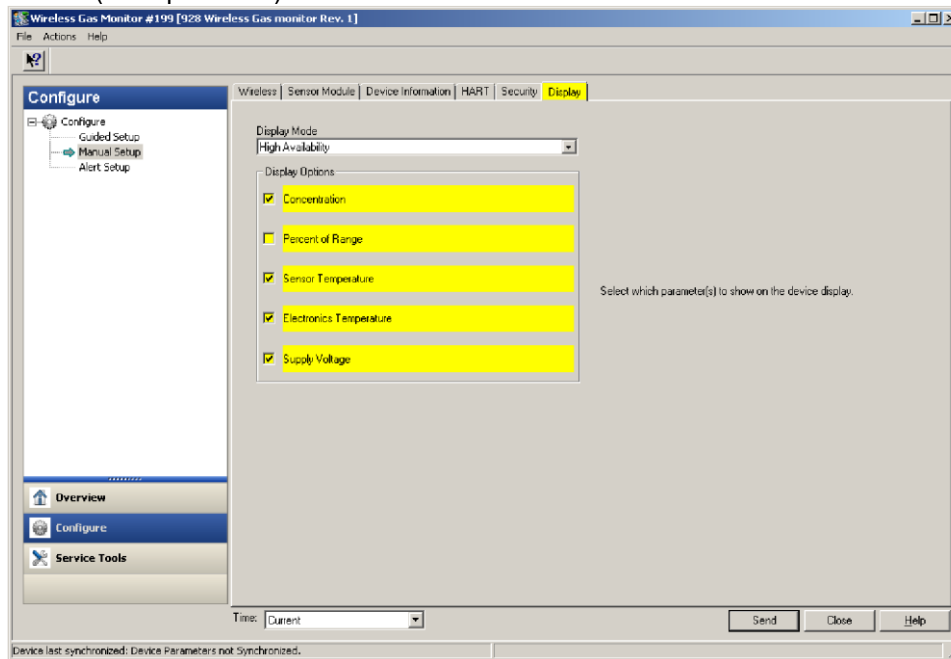 Wireless Gas Monitor #199 [928 Wireless Gas monitor Rev. 1]
File Actions Help
Configure
Wireless Sensor Module Device Information HART Security Display
Configure
Guided Setup
Manual Setup
Alert Setup
Display Mode
High Availability
Display Options
Concentration
Percent of Range
Sensor Temperature
Electronics Temperature
Supply Voltage
Select which parameter(s) to show on the device display.
Overview
Configure
Service Tools
Time: Current
Send Close Help
Device last synchronized: Device Parameters not Synchronized.